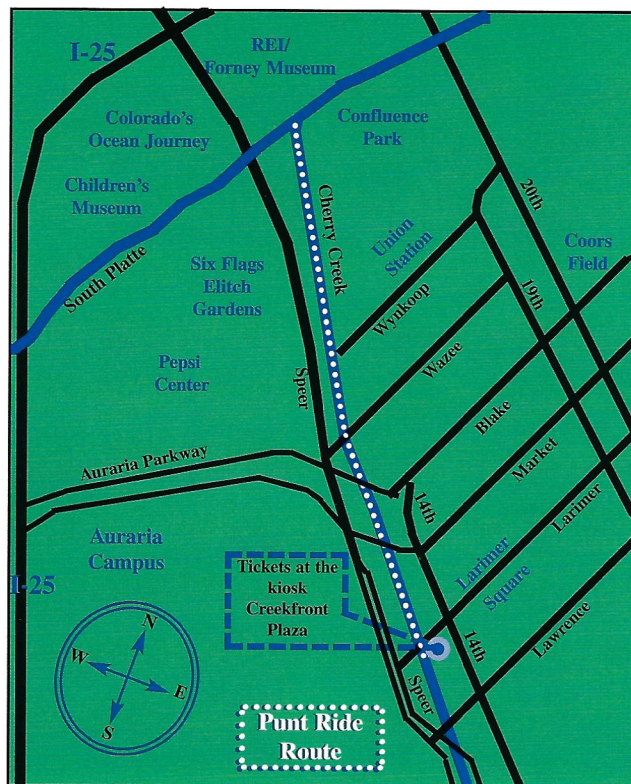 I-25
REI/
Forney Museum
Colorado's
Ocean Journey
Confluence
Park
Children's
Museum
South Platte
Cherry Creek
Union
Station
20th
Coors
Field
Six Flags
Elitch
Gardens
Wynkoop
19th
Pepsi
Center
Speer
Wazee
Blake
Auraria Parkway
Market
14th
Larimer
Auraria
Campus
Tickets at the
kiosk
Creekfront
Plaza
Larimer
Square
I-25
14th
Lawrence
Speer
N
W
E
S
Punt Ride
Route